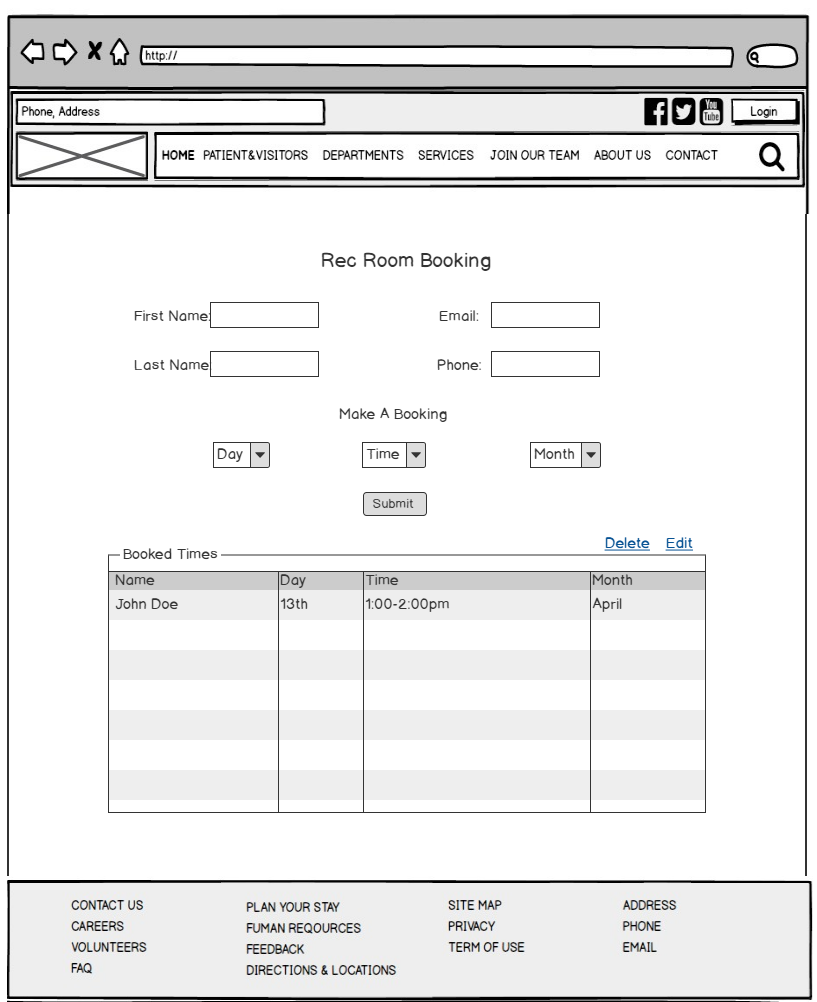 http://
Phone, Address
You
Tube
Login
HOME PATIENT&VISITORS DEPARTMENTS SERVICES JOIN OUR TEAM ABOUT US CONTACT
Rec Room Booking
First Name: Email:
Last Name Phone:
Make A Booking
Day Time Month
Submit
Delete Edit
Booked Times
Name Day Time Month
John Doe 13th 1:00-2:00pm April
CONTACT US PLAN YOUR STAY SITE MAP ADDRESS
CAREERS FUMAN REQOURCES PRIVACY PHONE
VOLUNTEERS FEEDBACK TERM OF USE EMAIL
FAQ DIRECTIONS & LOCATIONS